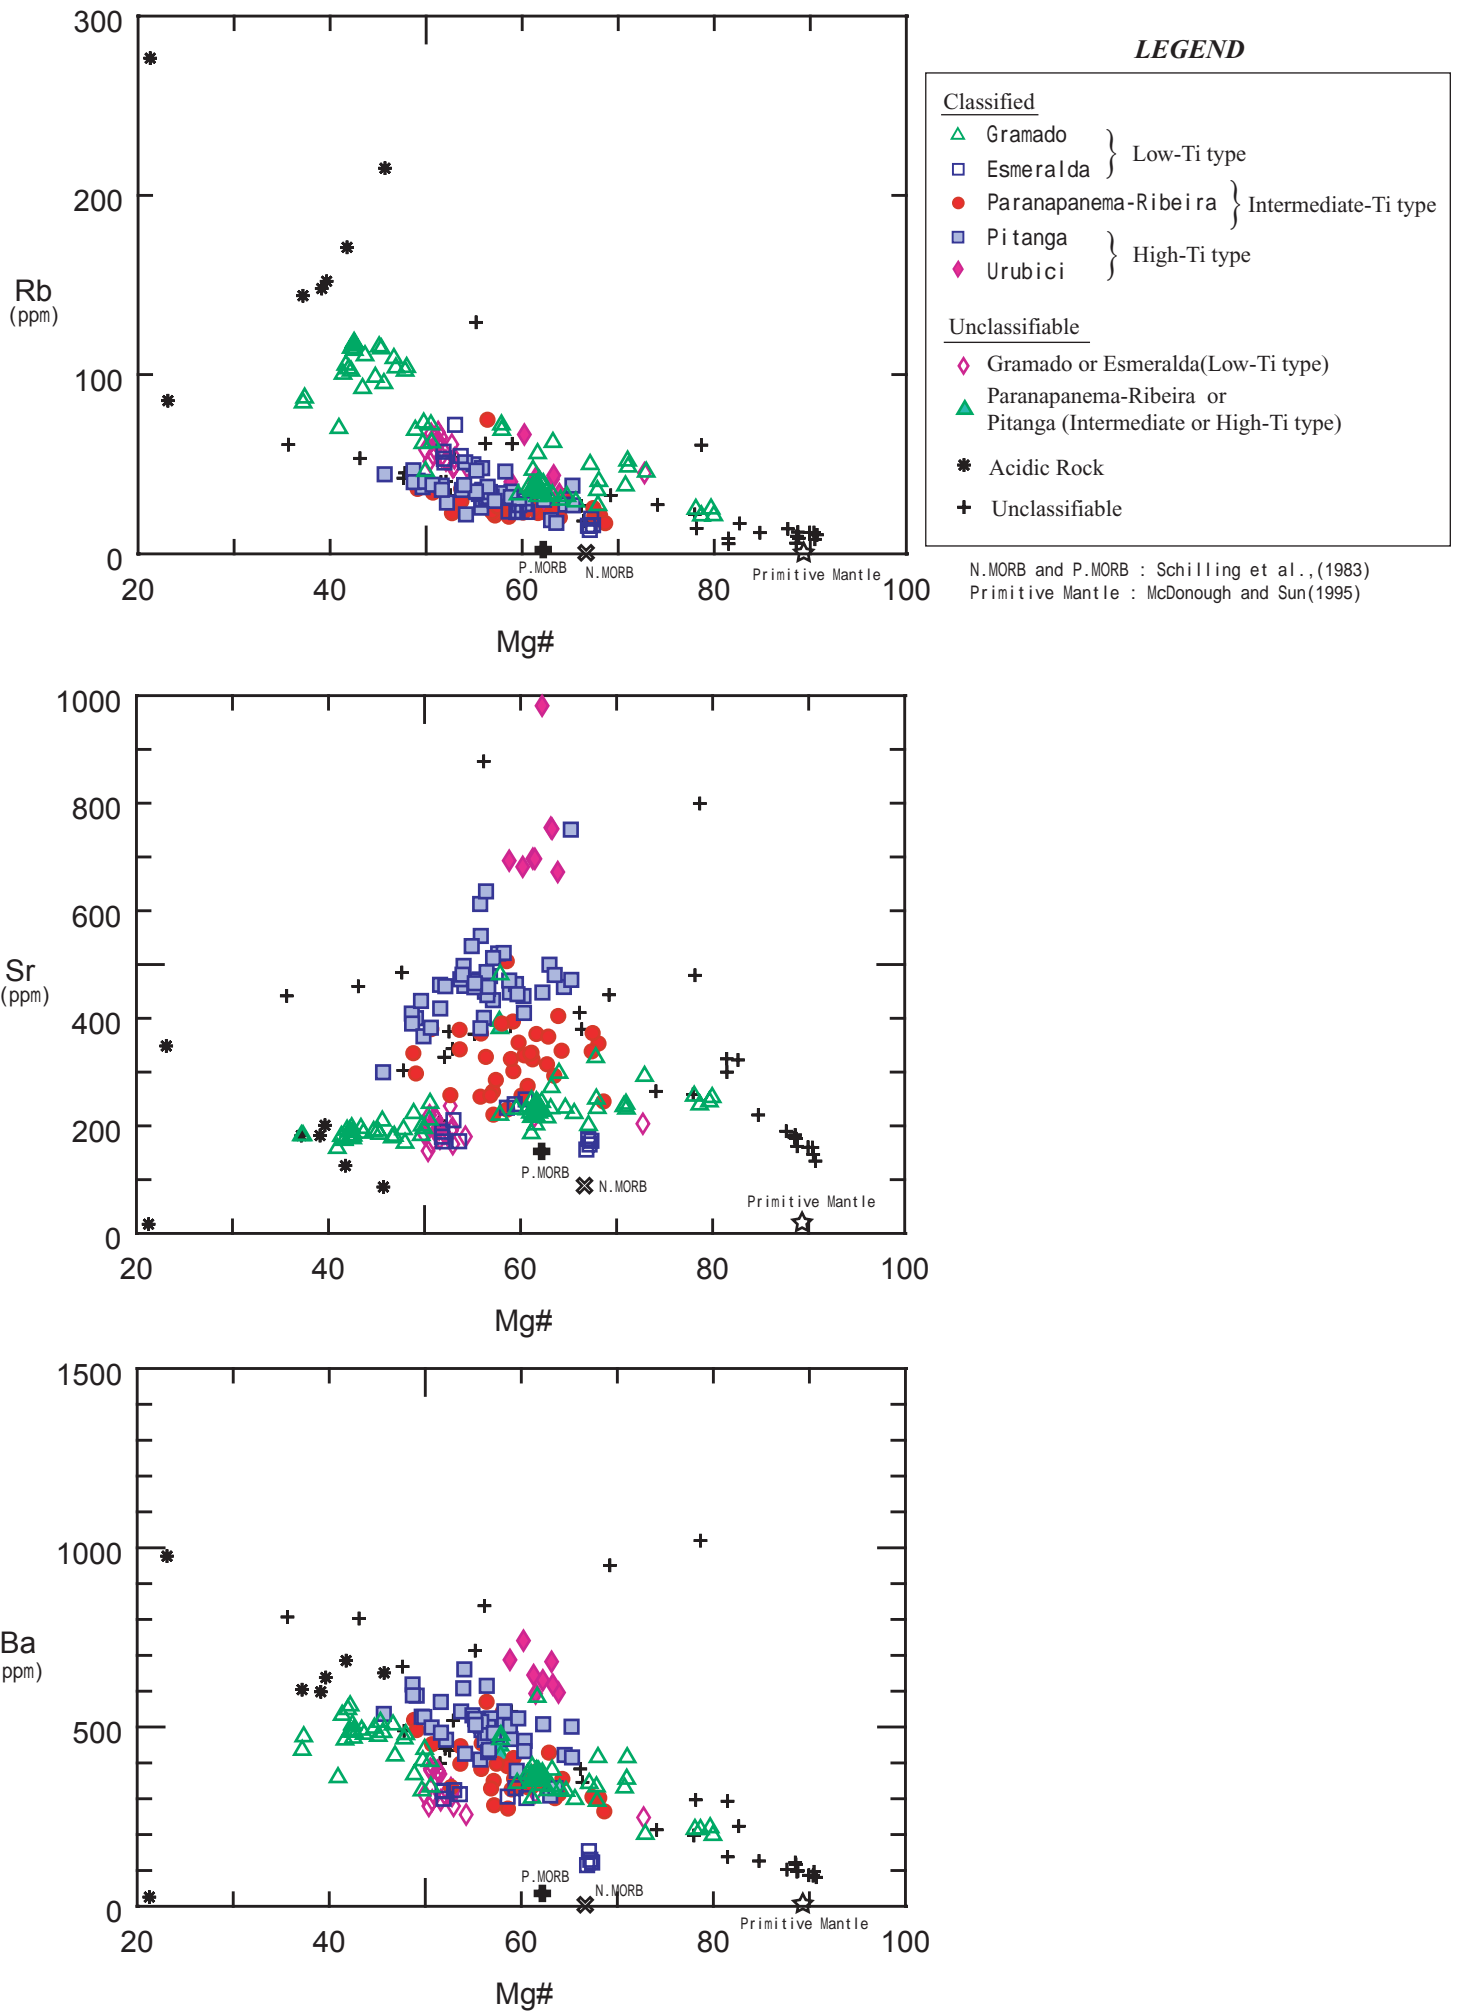 300
200
100
0
Rb
(ppm)
P.MORB
N.MORB
Primitive Mantle
20
40
60
80
100
Mg#
LEGEND
Classified
Gramado
Esmeralda
} Low-Ti type
Paranapanema-Ribeira } Intermediate-Ti type
Pitanga
Urubici
} High-Ti type
Unclassifiable
Gramado or Esmeralda(Low-Ti type)
Paranapanema-Ribeira or
Pitanga (Intermediate or High-Ti type)
Acidic Rock
Unclassifiable
N.MORB and P.MORB : Schilling et al.,(1983)
Primitive Mantle : McDonough and Sun(1995)
1000
800
600
400
200
0
Sr
(ppm)
P.MORB
N.MORB
Primitive Mantle
20
40
60
80
100
Mg#
1500
1000
500
0
Ba
ppm)
P.MORB
N.MORB
Primitive Mantle
20
40
60
80
100
Mg#